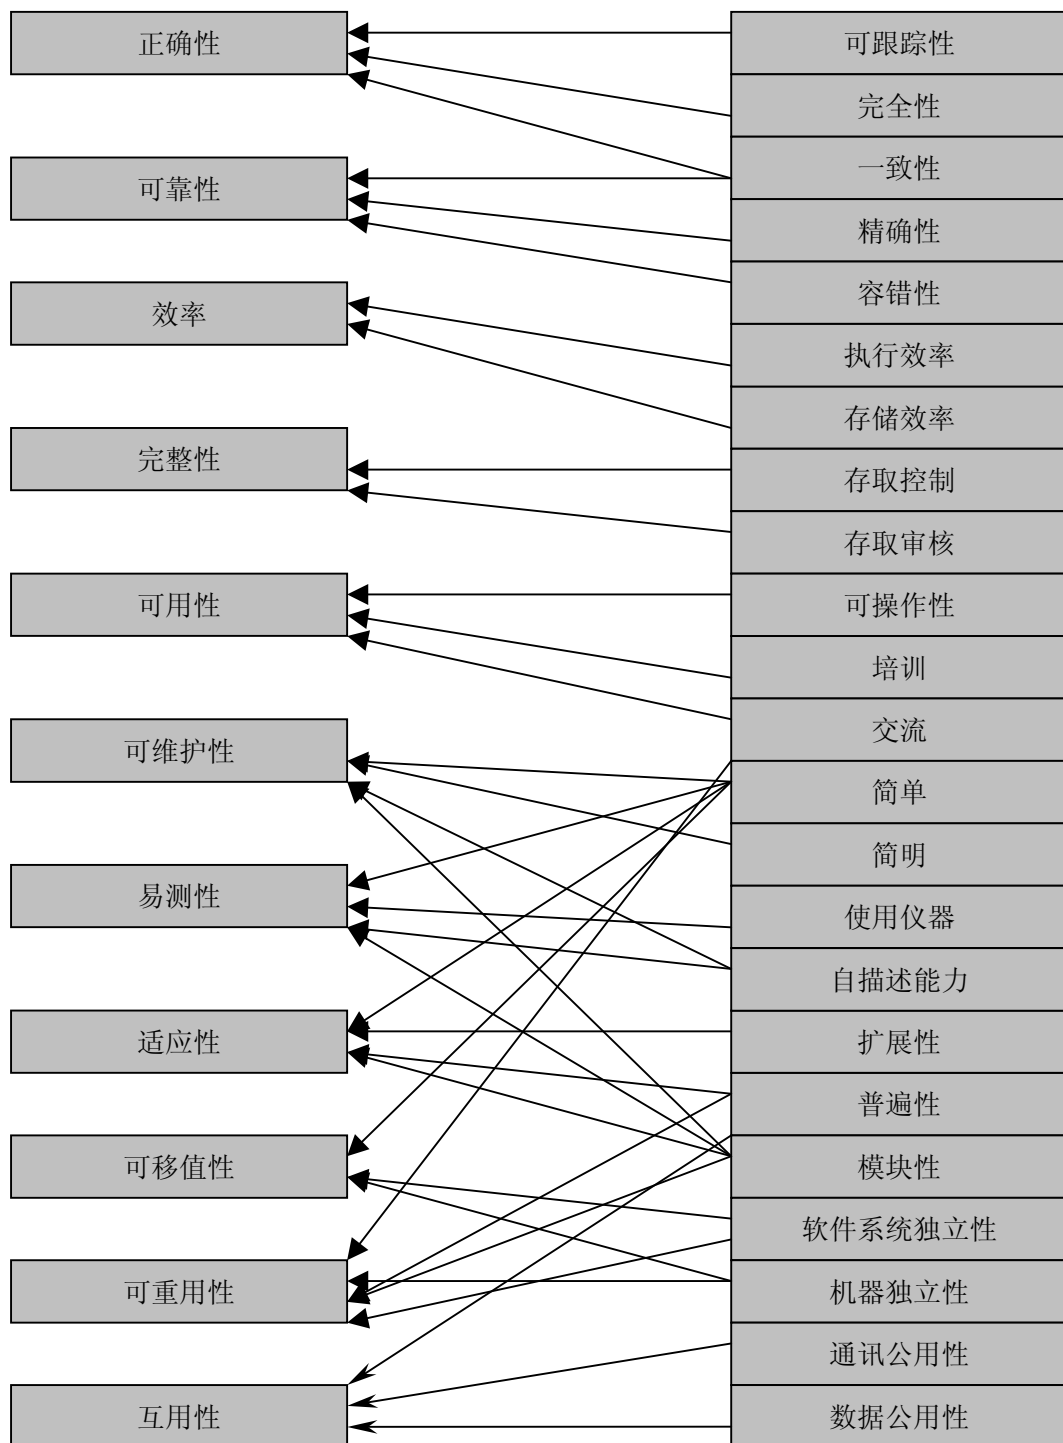 正确性
可靠性
效率
完整性
可用性
可维护性
易测性
适应性
可移值性
可重用性
互用性
可跟踪性
完全性
一致性
精确性
容错性
执行效率
存储效率
存取控制
存取审核
可操作性
培训
交流
简单
简明
使用仪器
自描述能力
扩展性
普遍性
模块性
软件系统独立性
机器独立性
通讯公用性
数据公用性